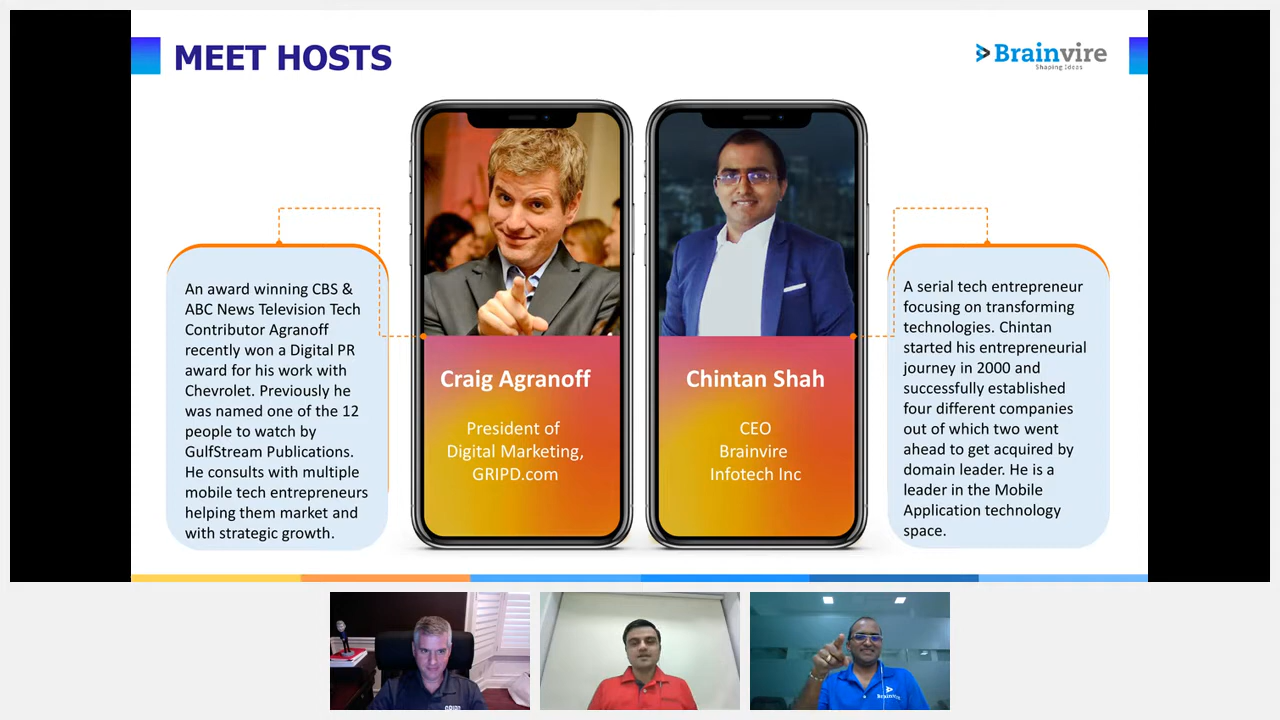 MEET HOSTS
Brainvire
Shaping Ideas
An award winning CBS &
ABC News Television Tech
Contributor Agranoff
recently won a Digital PR
award for his work with
Chevrolet. Previously he
was named one of the 12
people to watch by
GulfStream Publications.
He consults with multiple
mobile tech entrepreneurs
helping them market and
with strategic growth.
Craig Agranoff
President of
Digital Marketing,
GRIPD.com
Chintan Shah
CEO
Brainvire
Infotech Inc
A serial tech entrepreneur
focusing on transforming
technologies. Chintan
started his entrepreneurial
journey in 2000 and
successfully established
four different companies
out of which two went
ahead to get acquired by
domain leader. He is a
leader in the Mobile
Application technology
space.
Brainvire